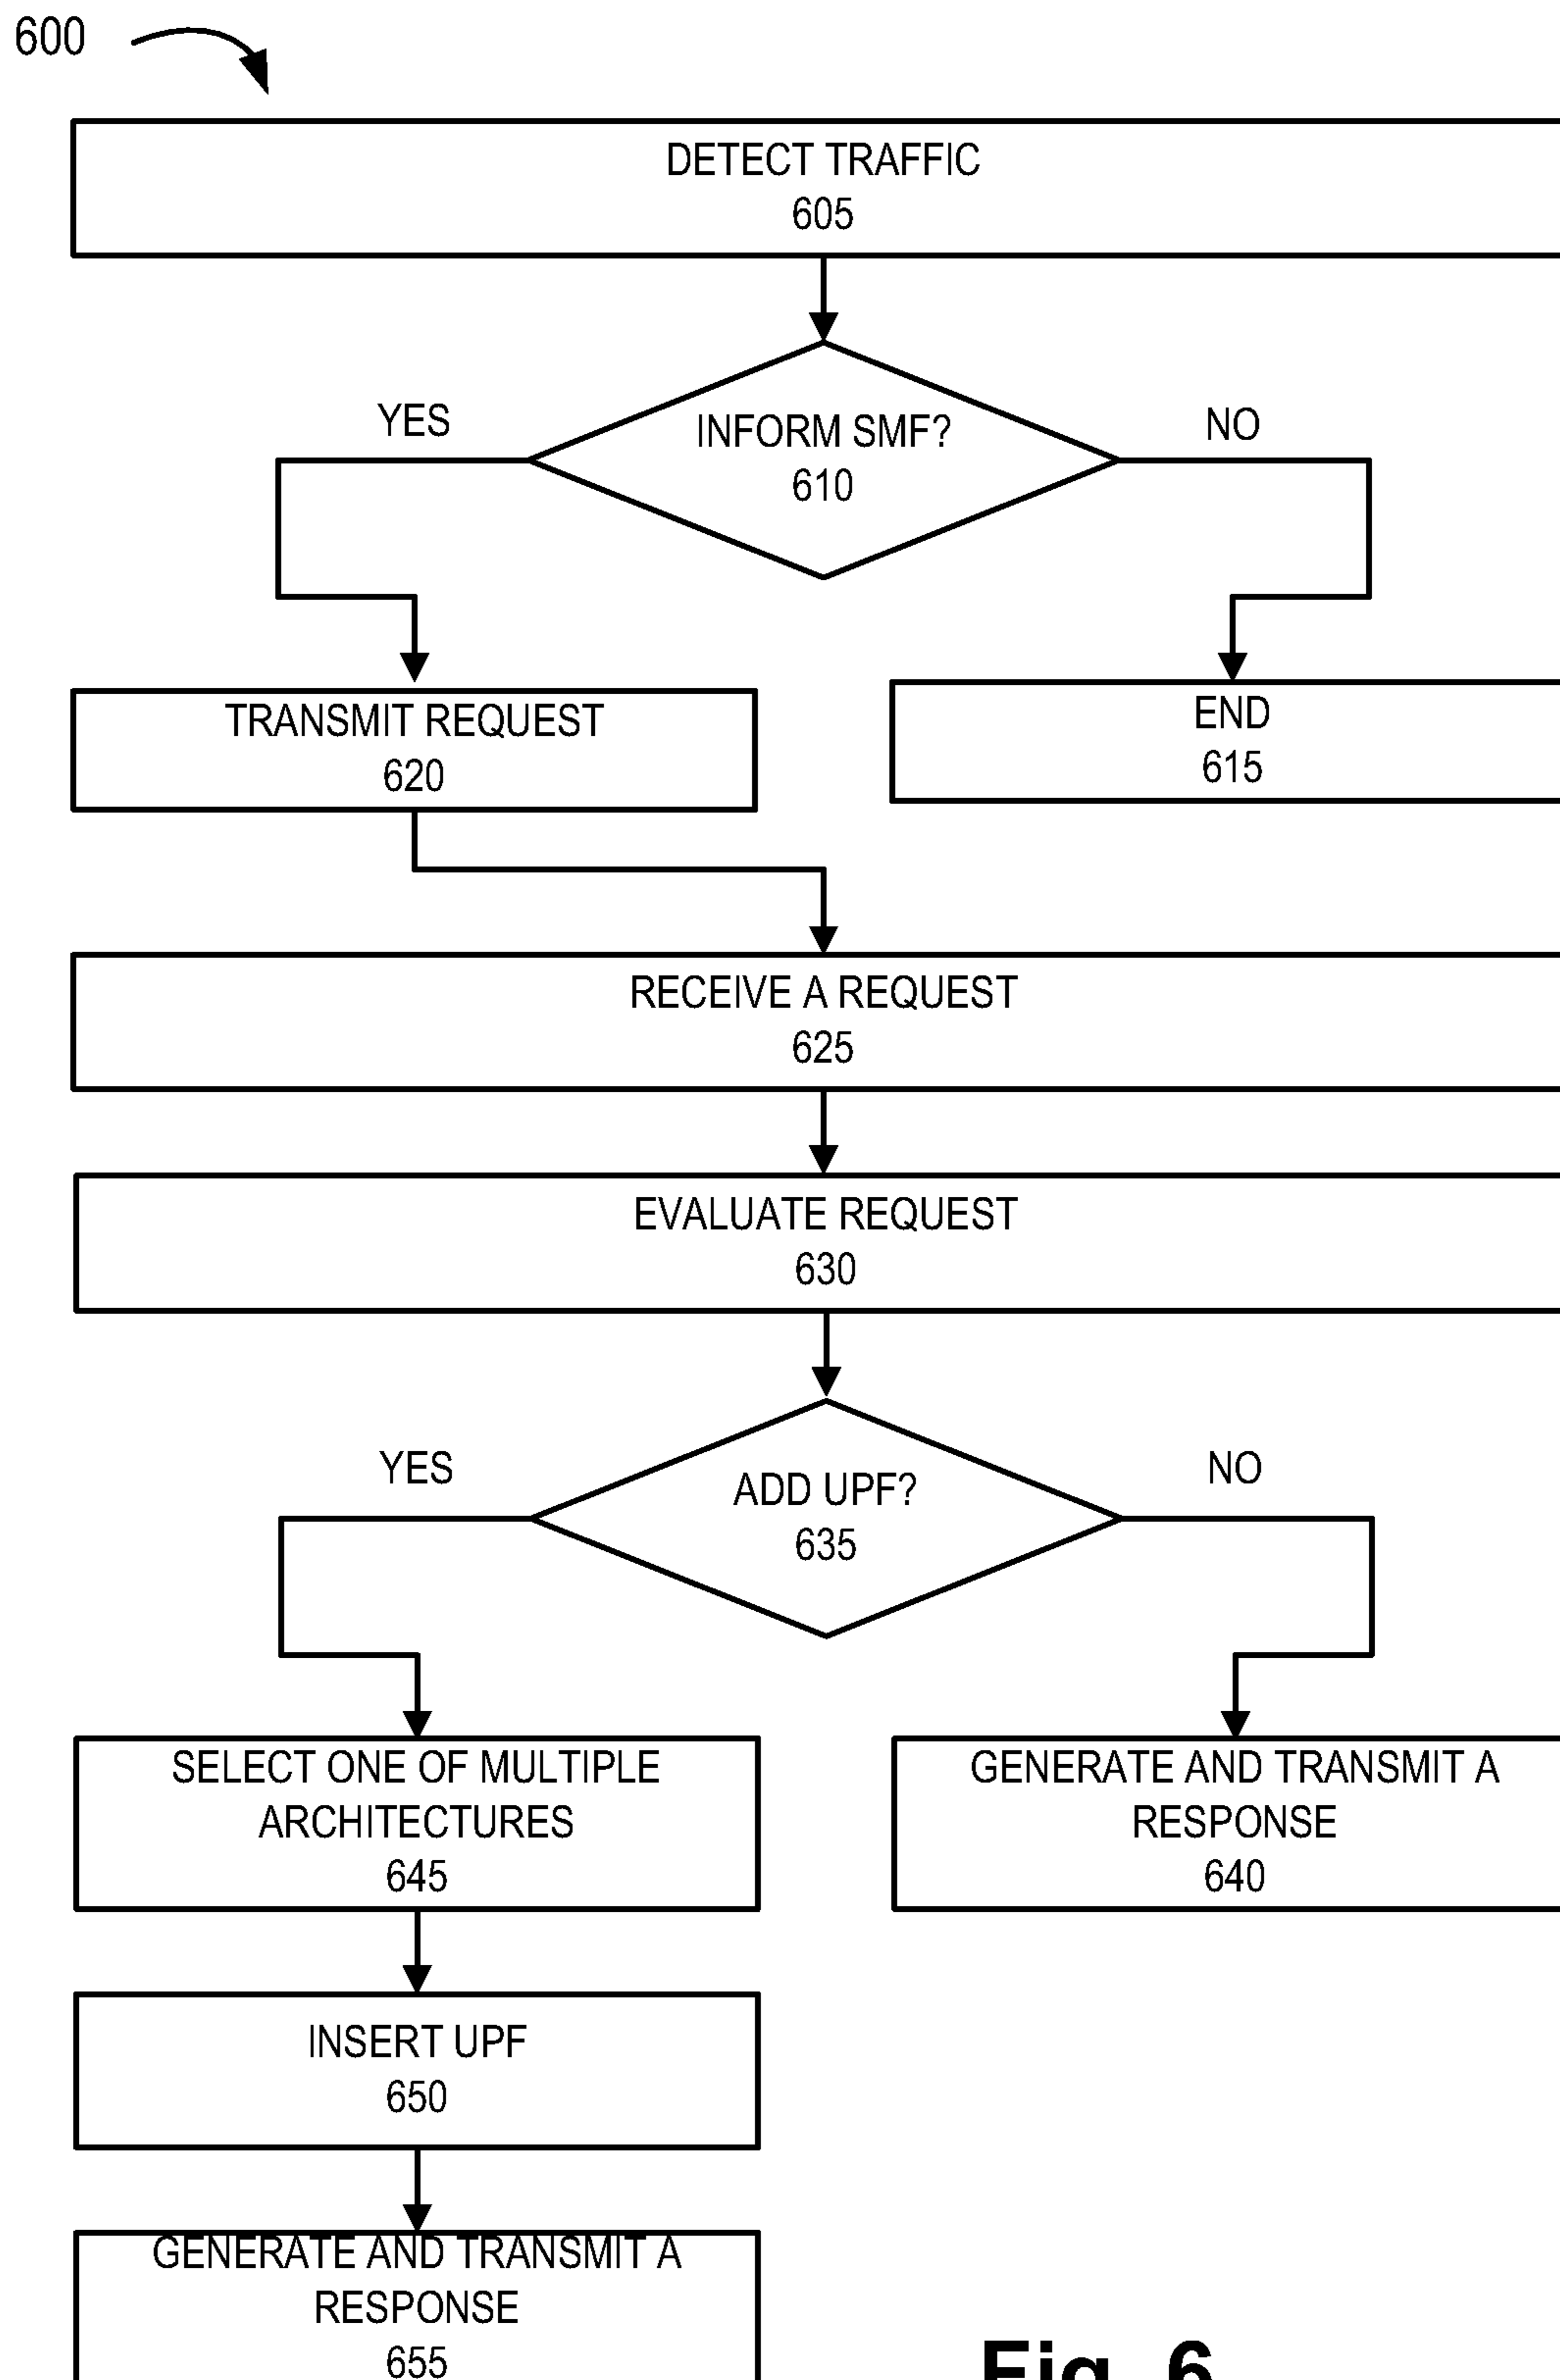 600
DETECT TRAFFIC
605
YES
INFORM SMF?
610
NO
TRANSMIT REQUEST
620
END
615
RECEIVE A REQUEST
625
EVALUATE REQUEST
630
YES
ADD UPF?
635
NO
SELECT ONE OF MULTIPLE
ARCHITECTURES
645
GENERATE AND TRANSMIT A
RESPONSE
640
INSERT UPF
650
GENERATE AND TRANSMIT A
RESPONSE
655
Fig. 6